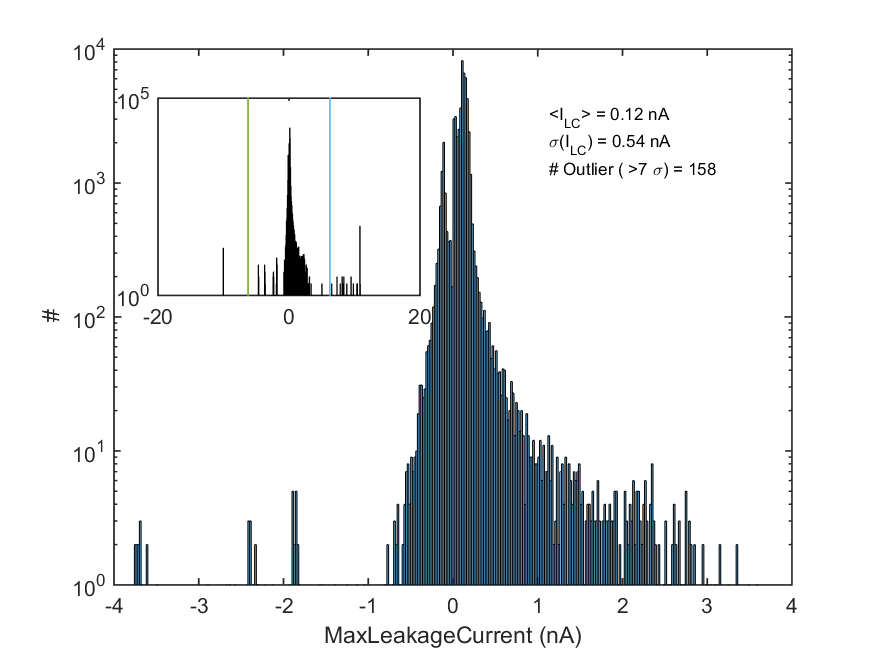 10^4
10^3
10^2
10^1
10^0
#
-4 -3 -2 -1 0 1 2 3 4
MaxLeakageCurrent (nA)
10^5
10^0
-20 0 20
<I_LC> = 0.12 nA
σ(I_LC) = 0.54 nA
# Outlier ( >7 σ) = 158